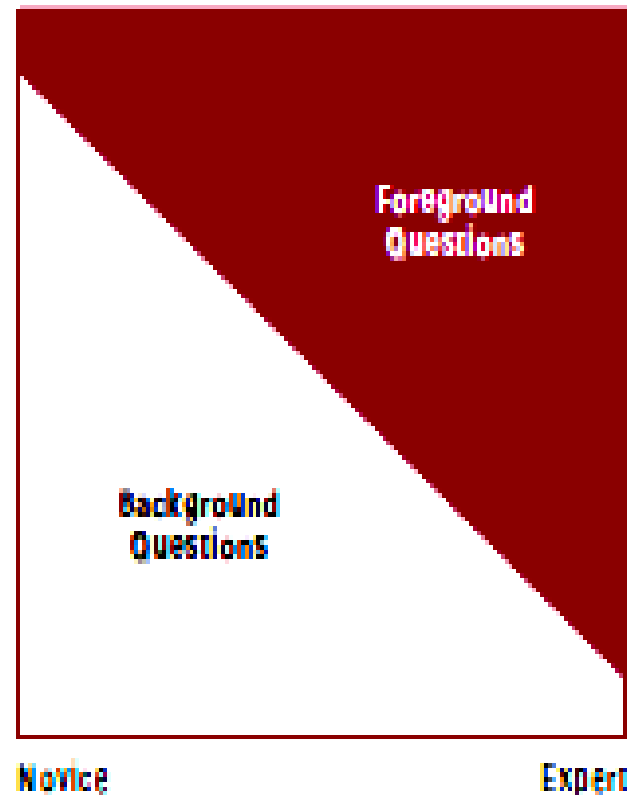 Foreground
Questions
Background
Questions
Novice
Expert